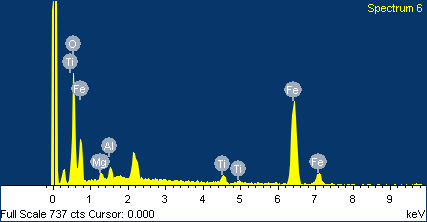 Spectrum 6
O
Ti
Fe
Fe
Al
Mg
Ti
Ti
Fe
0 1 2 3 4 5 6 7 8 9
Full Scale 737 cts Cursor: 0.000 keV